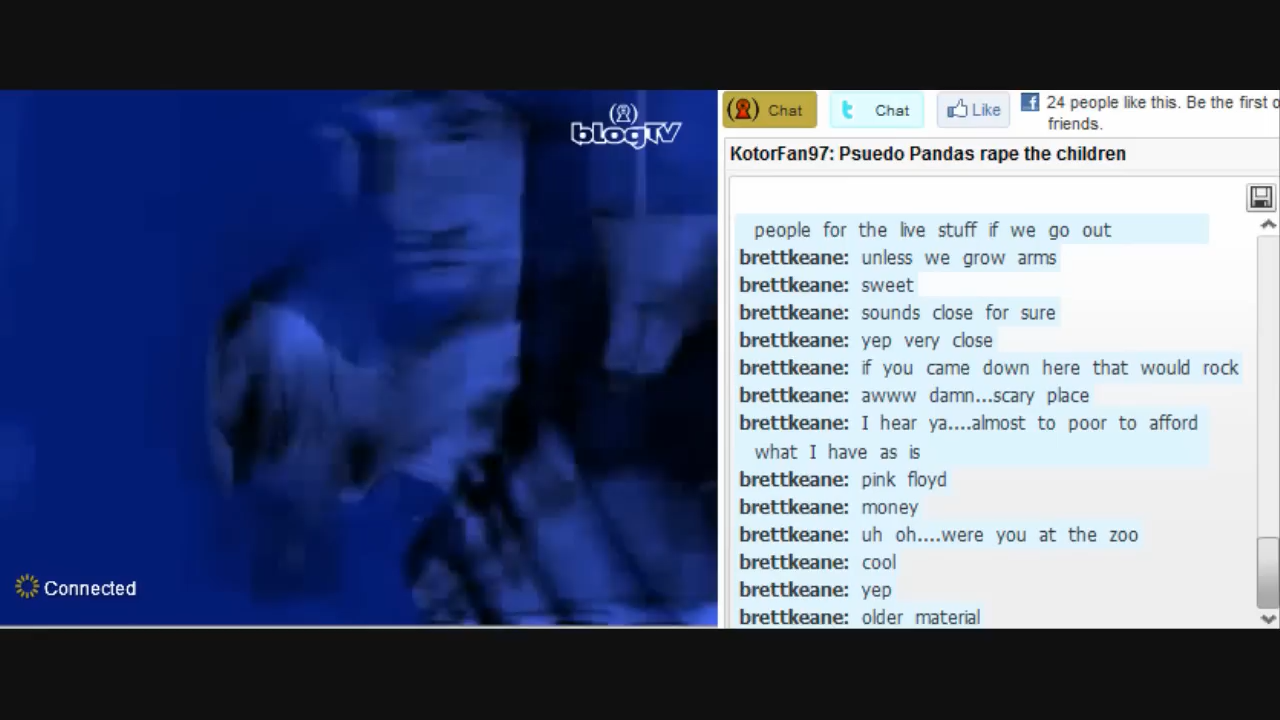 blogTV
Connected
Chat
Chat
Like
24 people like this. Be the first o
friends.
KotorFan97: Psuedo Pandas rape the children
people for the live stuff if we go out
brettkeane: unless we grow arms
brettkeane: sweet
brettkeane: sounds close for sure
brettkeane: yep very close
brettkeane: if you came down here that would rock
brettkeane: awww damn...scary place
brettkeane: I hear ya....almost to poor to afford
what I have as is
brettkeane: pink floyd
brettkeane: money
brettkeane: uh oh....were you at the zoo
brettkeane: cool
brettkeane: yep
brettkeane: older material